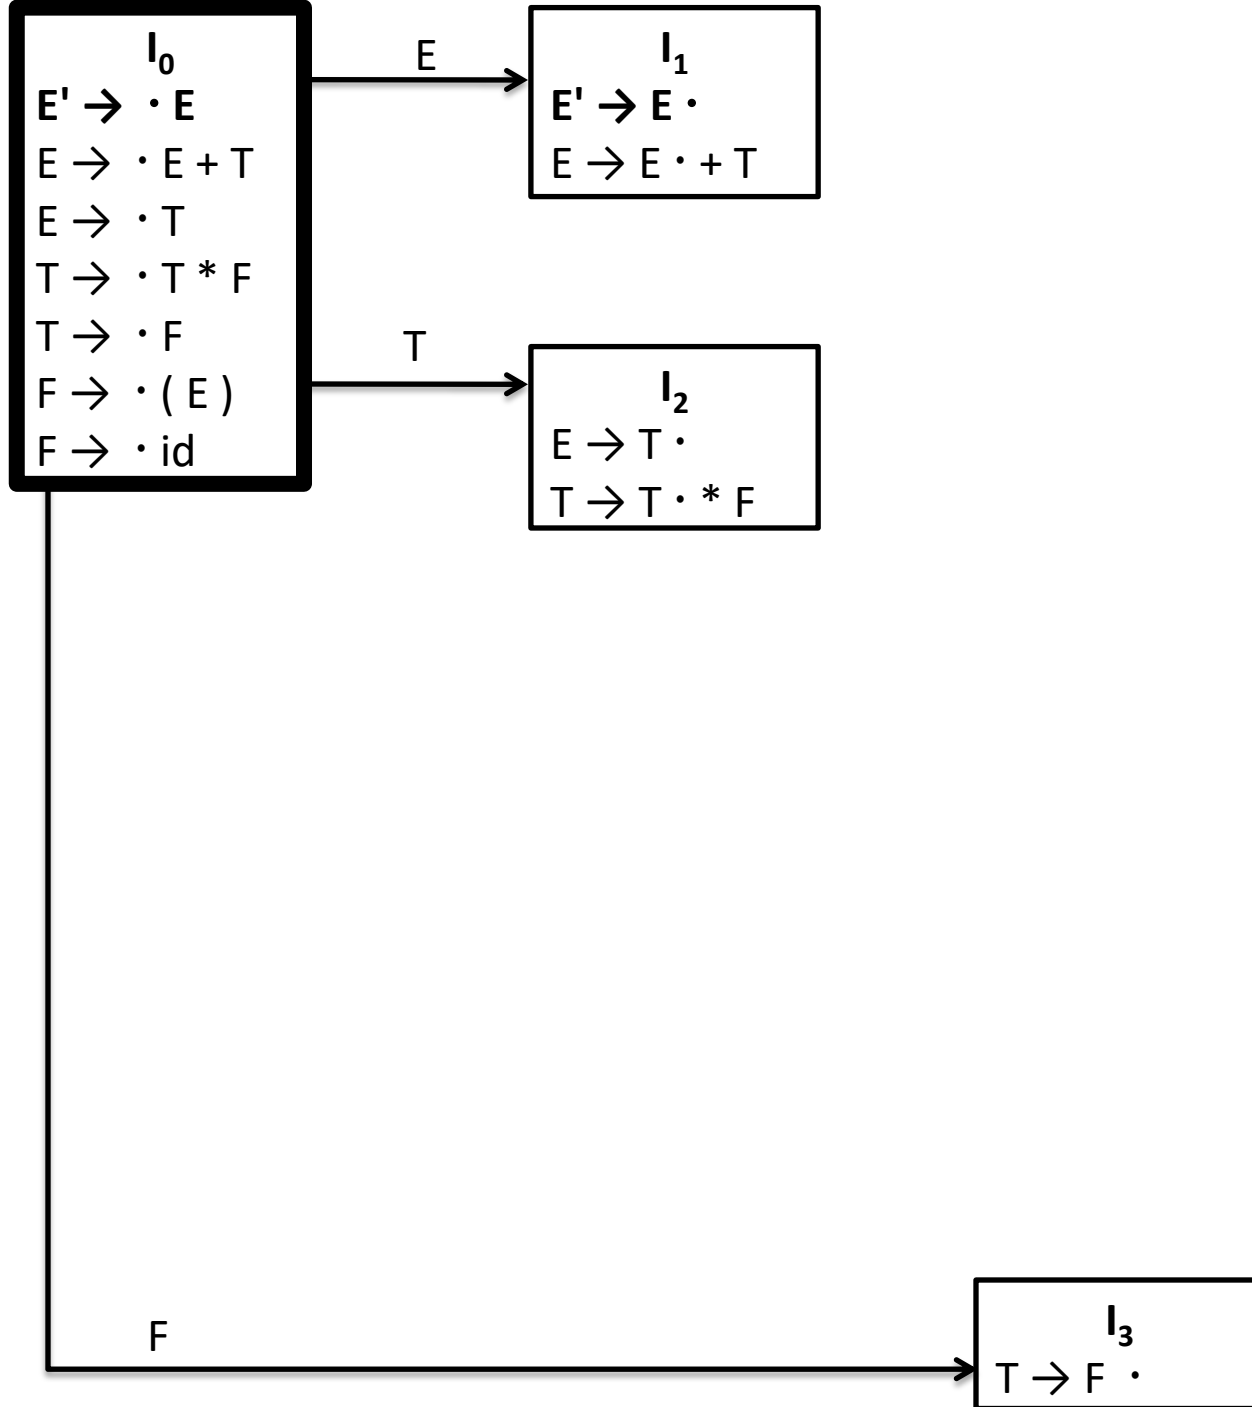 I0
E' → · E
E → · E + T
E → · T
T → · T * F
T → · F
F → · ( E )
F → · id
E
I1
E' → E ·
E → E · + T
T
I2
E → T ·
T → T · * F
F
I3
T → F ·